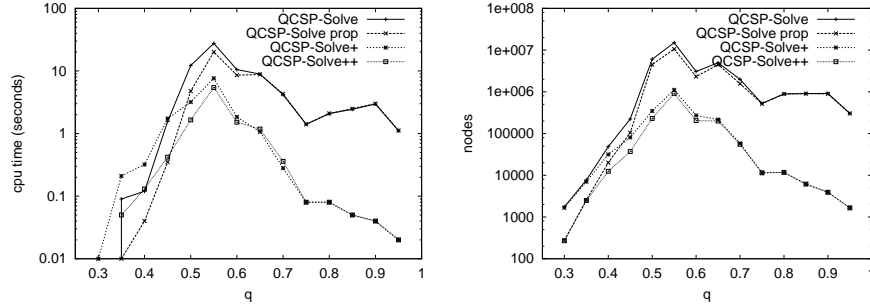 QCSP-Solve
QCSP-Solve prop
QCSP-Solve+
QCSP-Solve++
cpu time (seconds)
100
10
1
0.1
0.01
0.3 0.4 0.5 0.6 0.7 0.8 0.9 1
q
QCSP-Solve
QCSP-Solve prop
QCSP-Solve+
QCSP-Solve++
nodes
1e+008
1e+007
1e+006
100000
10000
1000
100
0.3 0.4 0.5 0.6 0.7 0.8 0.9 1
q